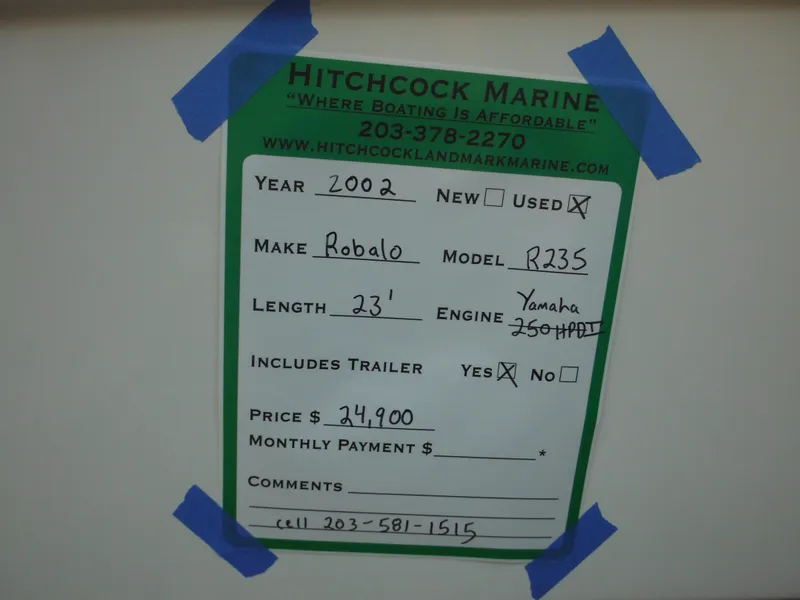 HITCHCOCK MARINE
"WHERE BOATING IS AFFORDABLE"
203-378-2270
WWW.HITCHCOCKLANDMARKMARINE.COM
YEAR 2002 NEW USED X
MAKE Robalo MODEL R235
LENGTH 23' ENGINE Yamaha
250 HPDI
INCLUDES TRAILER YES X NO
PRICE $ 24,900
MONTHLY PAYMENT $ *
COMMENTS
cell 203-581-1515